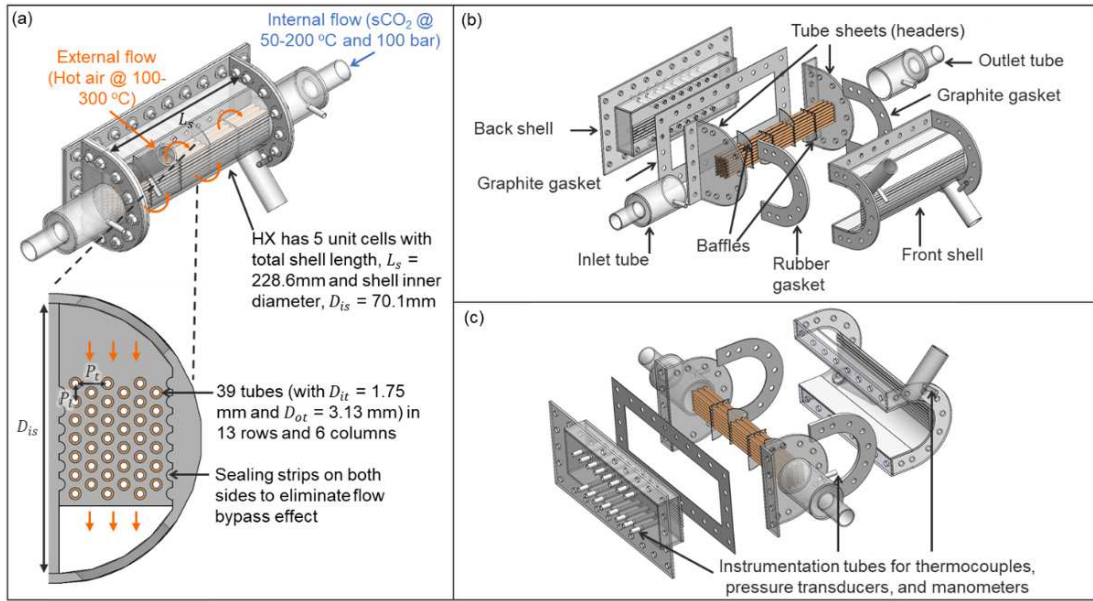 (a)
Internal flow (sCO₂ @
50-200 ºC and 100 bar)
External flow
(Hot air @ 100-
300 ºC)
Lₛ
HX has 5 unit cells with
total shell length, Lₛ =
228.6mm and shell inner
diameter, Dᵢₛ = 70.1mm
Pₜ
Pₗ
Dᵢₛ
39 tubes (with Dᵢₜ = 1.75
mm and Dₒₜ = 3.13 mm) in
13 rows and 6 columns
Sealing strips on both
sides to eliminate flow
bypass effect
(b)
Tube sheets (headers)
Outlet tube
Graphite gasket
Back shell
Graphite gasket
Inlet tube
Baffles
Rubber
gasket
Front shell
(c)
Instrumentation tubes for thermocouples,
pressure transducers, and manometers